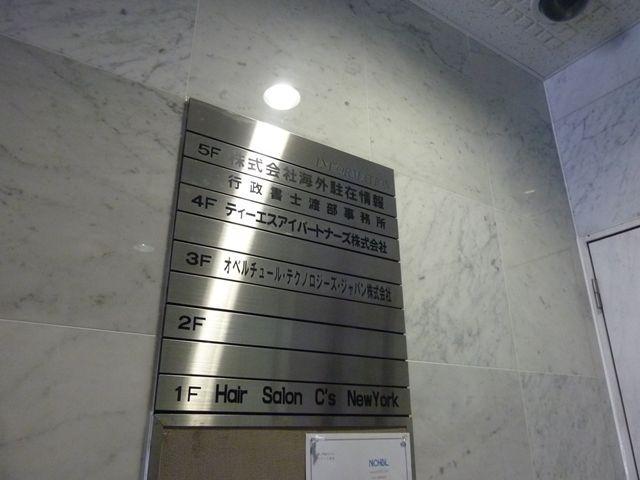 INFORMATION
5F 株式会社海外駐在情報
行政書士渡部事務所
4F ティーエスアイパートナーズ株式会社
3F オペルチュール・テクノロジーズ・ジャパン株式会社
2F
1F Hair Salon C's NewYork